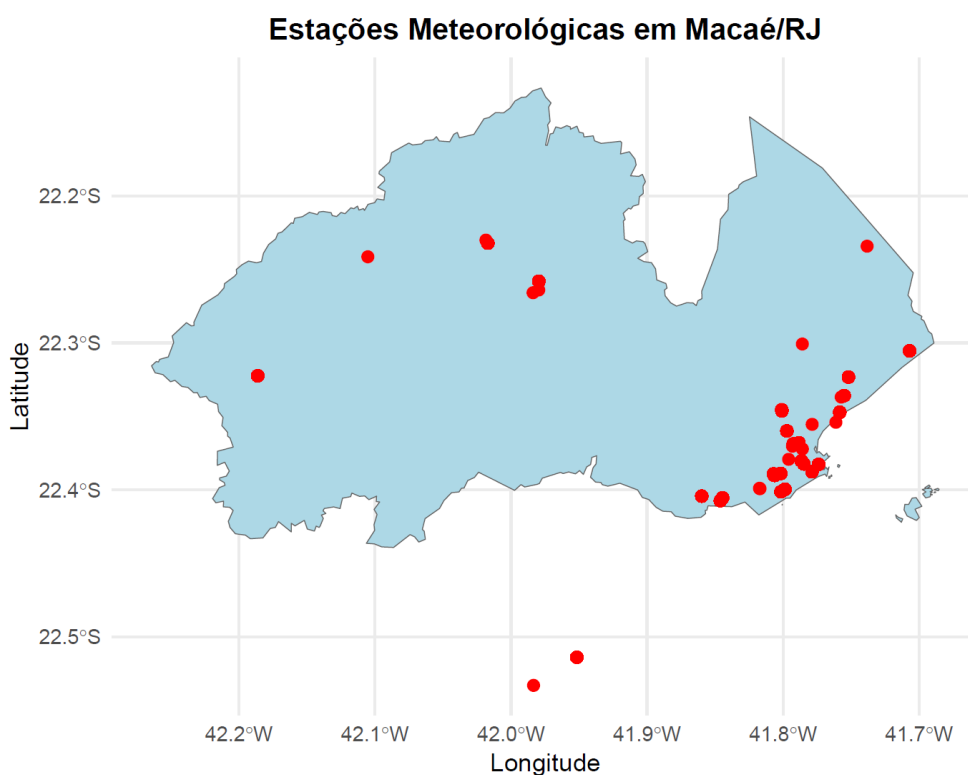 Estações Meteorológicas em Macaé/RJ
22.2°S
22.3°S
22.4°S
22.5°S
Latitude
42.2°W 42.1°W 42.0°W 41.9°W 41.8°W 41.7°W
Longitude